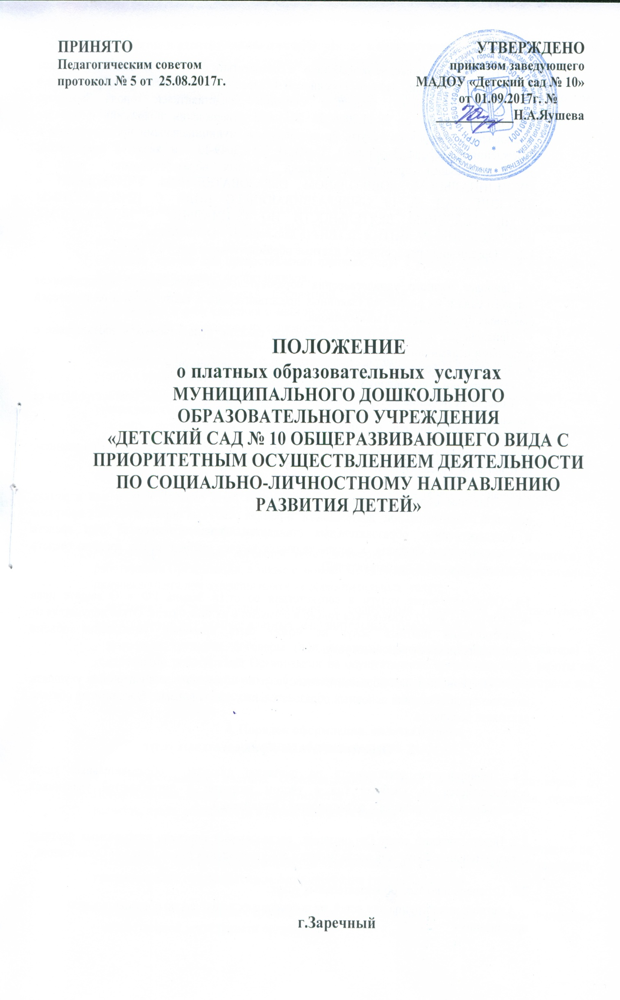 ПРИНЯТО
Педагогическим советом
протокол № 5 от 25.08.2017г.
УТВЕРЖДЕНО
приказом заведующего
МАДОУ «Детский сад № 10»
от 01.09.2017г. №
Н.А.Яушева
ПОЛОЖЕНИЕ
о платных образовательных услугах
МУНИЦИПАЛЬНОГО ДОШКОЛЬНОГО
ОБРАЗОВАТЕЛЬНОГО УЧРЕЖДЕНИЯ
«ДЕТСКИЙ САД № 10 ОБЩЕРАЗВИВАЮЩЕГО ВИДА С
ПРИОРИТЕТНЫМ ОСУЩЕСТВЛЕНИЕМ ДЕЯТЕЛЬНОСТИ
ПО СОЦИАЛЬНО-ЛИЧНОСТНОМУ НАПРАВЛЕНИЮ
РАЗВИТИЯ ДЕТЕЙ»
г.Заречный